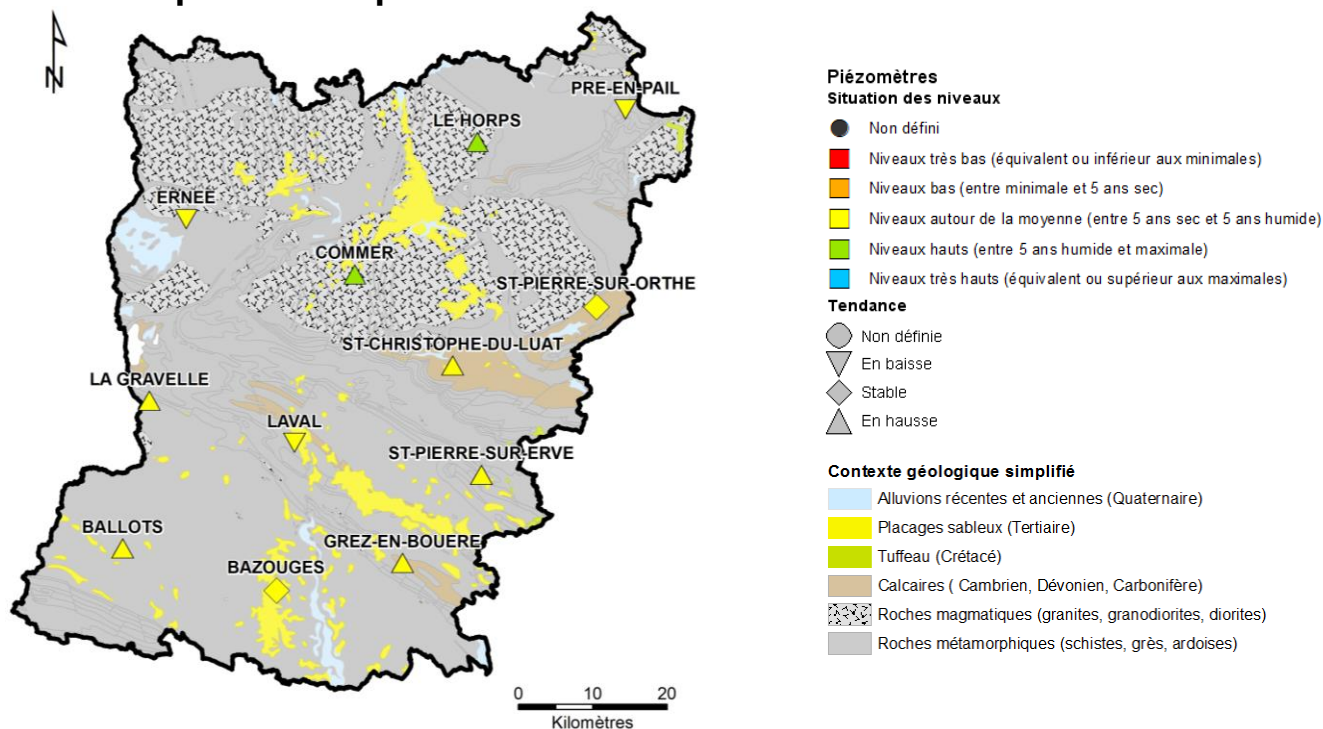 N
PRE-EN-PAIL
LE HORPS
ERNEE
COMMER
ST-PIERRE-SUR-ORTHE
ST-CHRISTOPHE-DU-LUAT
LA GRAVELLE
LAVAL
ST-PIERRE-SUR-ERVE
BALLOTS
GREZ-EN-BOUERE
BAZOUGES
0 10 20
Kilomètres
Piézomètres
Situation des niveaux
Non défini
Niveaux très bas (équivalent ou inférieur aux minimales)
Niveaux bas (entre minimale et 5 ans sec)
Niveaux autour de la moyenne (entre 5 ans sec et 5 ans humide)
Niveaux hauts (entre 5 ans humide et maximale)
Niveaux très hauts (équivalent ou supérieur aux maximales)
Tendance
Non définie
En baisse
Stable
En hausse
Contexte géologique simplifié
Alluvions récentes et anciennes (Quaternaire)
Placages sableux (Tertiaire)
Tuffeau (Crétacé)
Calcaires ( Cambrien, Dévonien, Carbonifère)
Roches magmatiques (granites, granodiorites, diorites)
Roches métamorphiques (schistes, grès, ardoises)